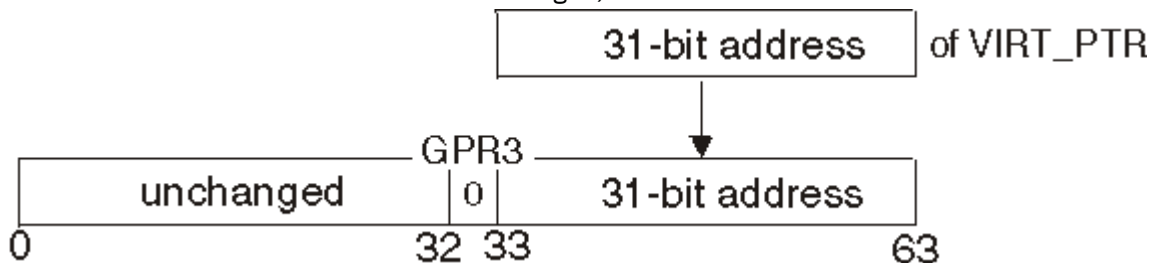 31-bit address of VIRT_PTR
GPR3
unchanged 0 31-bit address
0 32 33 63